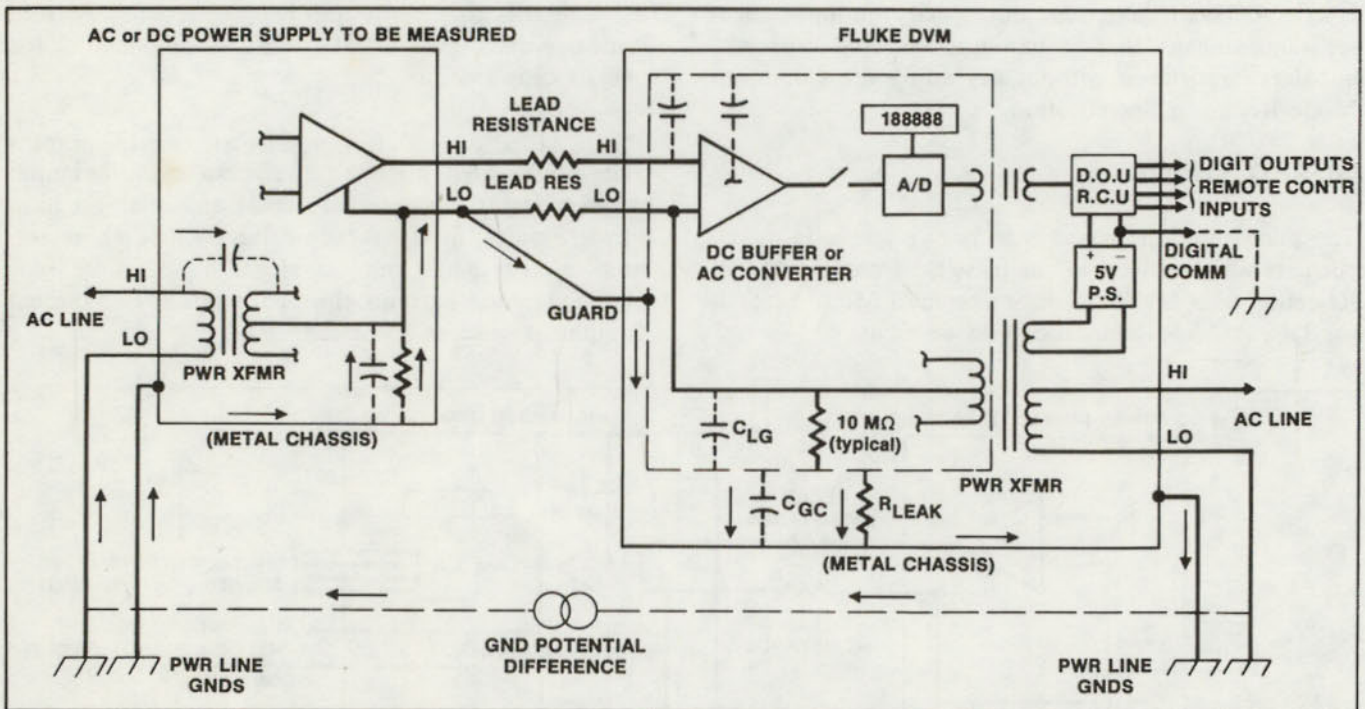 AC or DC POWER SUPPLY TO BE MEASURED
FLUKE DVM
LEAD
RESISTANCE
HI
HI
LEAD RES
LO
LO
188888
A/D
D.O.U
R.C.U
DIGIT OUTPUTS
REMOTE CONTR
INPUTS
DIGITAL
COMM
+ −
5V
P.S.
DC BUFFER or
AC CONVERTER
GUARD
HI
AC LINE
LO
PWR XFMR
(METAL CHASSIS)
C_LG
10 MΩ
(typical)
HI
AC LINE
LO
PWR XFMR
C_GC
R_LEAK
(METAL CHASSIS)
GND POTENTIAL
DIFFERENCE
PWR LINE
GNDS
PWR LINE
GNDS